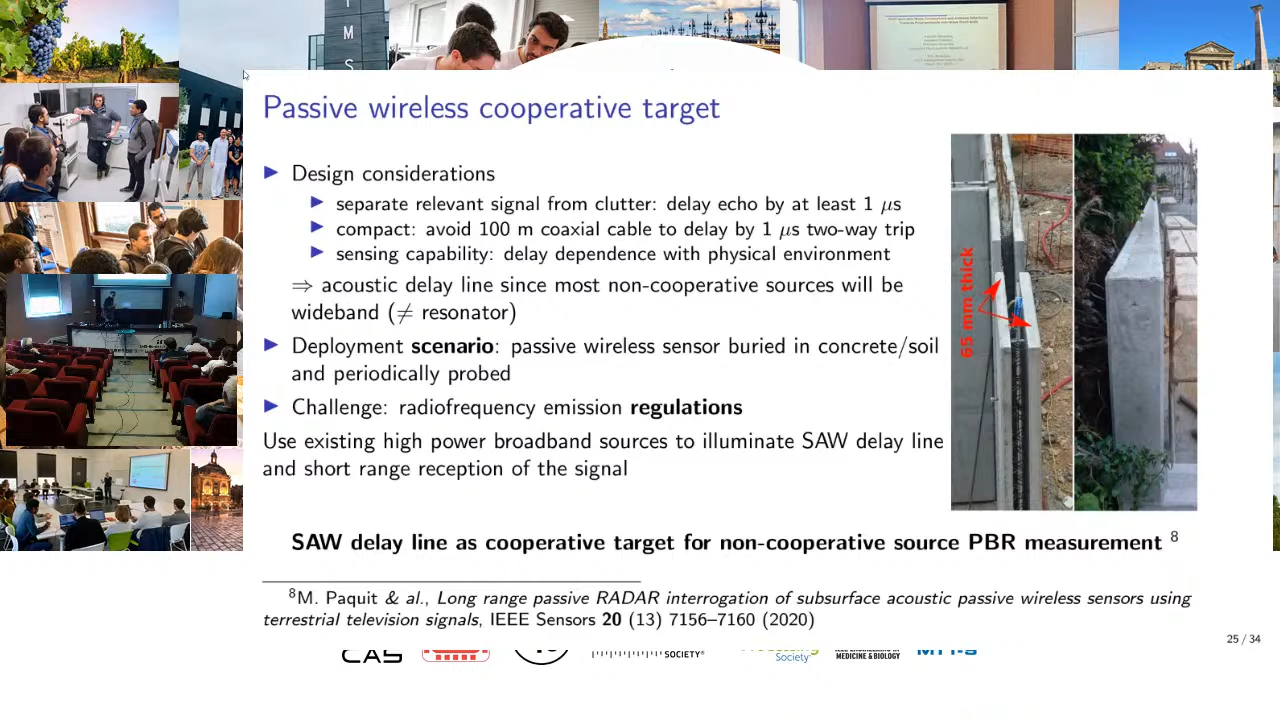 I
M
S
Passive wireless cooperative target
Design considerations
separate relevant signal from clutter: delay echo by at least 1 μs
compact: avoid 100 m coaxial cable to delay by 1 μs two-way trip
sensing capability: delay dependence with physical environment
⇒ acoustic delay line since most non-cooperative sources will be
wideband (≠ resonator)
Deployment scenario: passive wireless sensor buried in concrete/soil
and periodically probed
Challenge: radiofrequency emission regulations
Use existing high power broadband sources to illuminate SAW delay line
and short range reception of the signal
65 mm thick
SAW delay line as cooperative target for non-cooperative source PBR measurement 8
8M. Paquit & al., Long range passive RADAR interrogation of subsurface acoustic passive wireless sensors using
terrestrial television signals, IEEE Sensors 20 (13) 7156–7160 (2020)
25 / 34
CAS
SOCIETY®
Society
MEDICINE & BIOLOGY